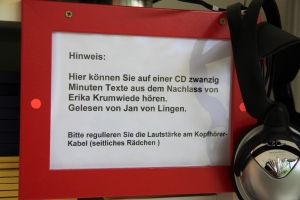 Hinweis:
Hier können Sie auf einer CD zwanzig
Minuten Texte aus dem Nachlass von
Erika Krumwiede hören.
Gelesen von Jan von Lingen.
Bitte regulieren Sie die Lautstärke am Kopfhörer-
Kabel (seitliches Rädchen )